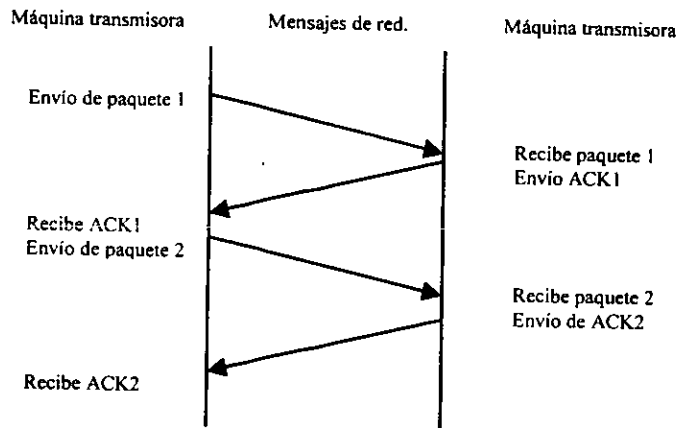 Máquina transmisora
Mensajes de red.
Máquina transmisora
Envío de paquete 1
Recibe paquete 1
Envío ACK1
Recibe ACK1
Envío de paquete 2
Recibe paquete 2
Envío de ACK2
Recibe ACK2